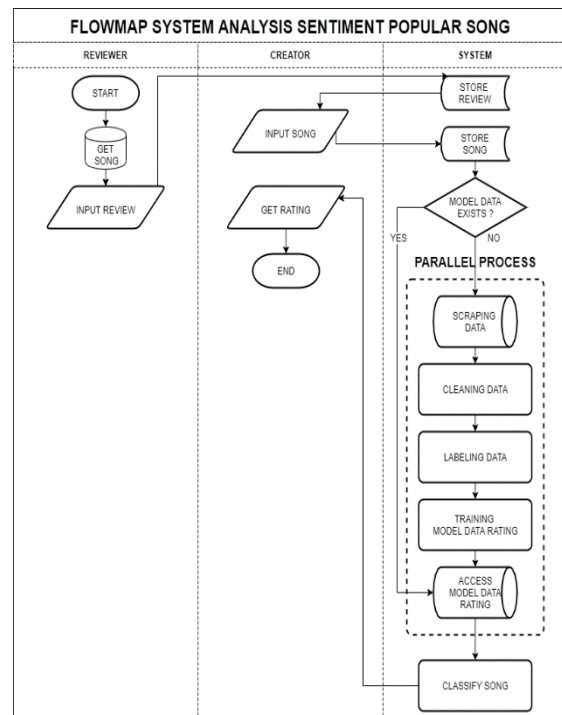 FLOWMAP SYSTEM ANALYSIS SENTIMENT POPULAR SONG
REVIEWER
CREATOR
SYSTEM
START
GET
SONG
INPUT REVIEW
INPUT SONG
GET RATING
END
STORE
REVIEW
STORE
SONG
MODEL DATA
EXISTS ?
YES
NO
PARALLEL PROCESS
SCRAPING
DATA
CLEANING DATA
LABELING DATA
TRAINING
MODEL DATA RATING
ACCESS
MODEL DATA
RATING
CLASSIFY SONG